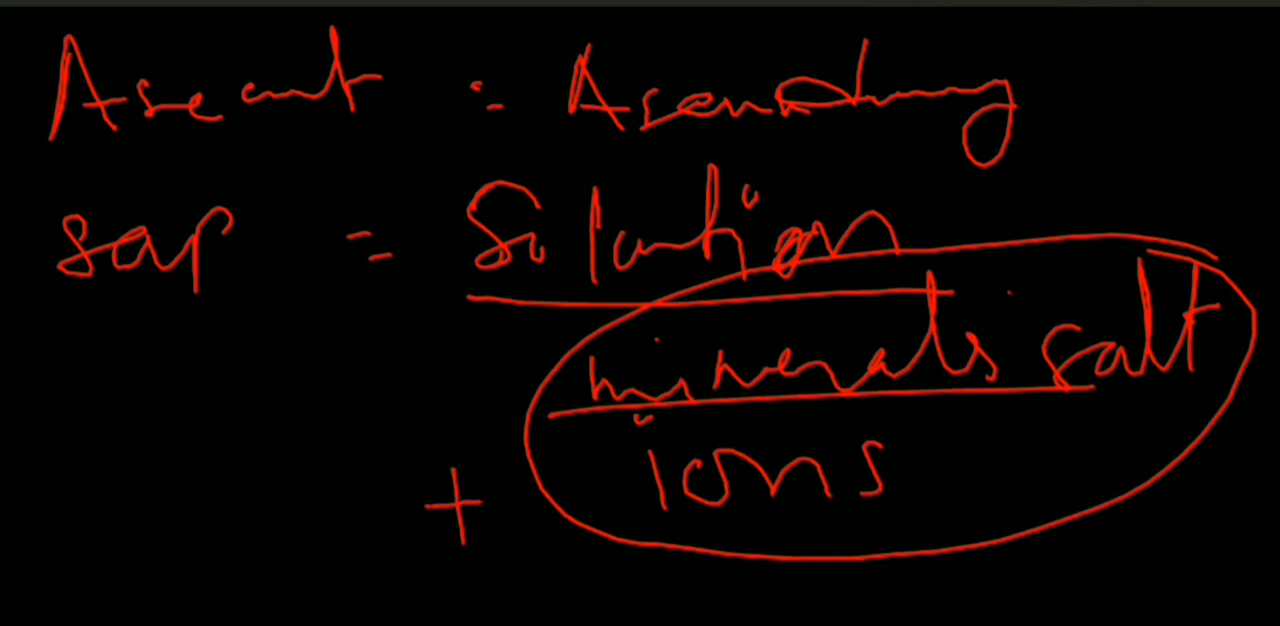 Ascent = Ascending
sap = Solution
minerals salt
+ ions